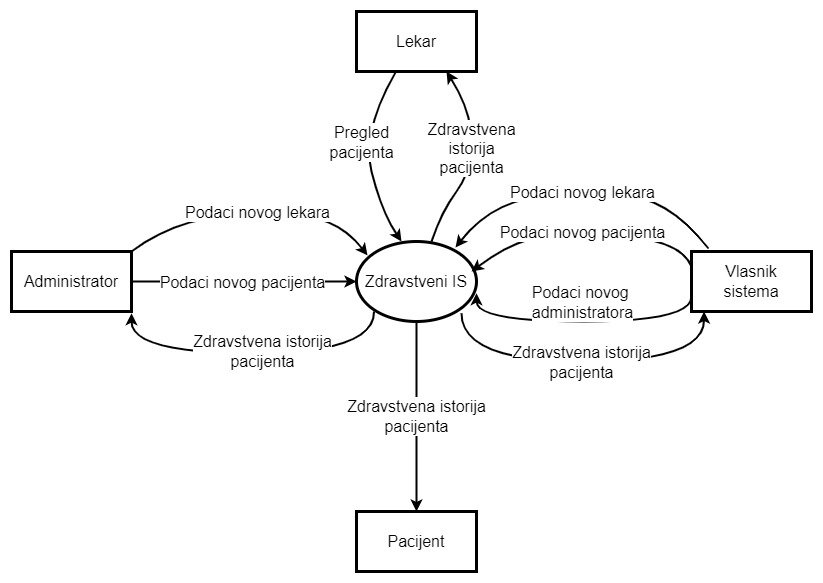 Lekar
Pregled
pacijenta
Zdravstvena
istorija
pacijenta
Podaci novog lekara
Podaci novog lekara
Podaci novog pacijenta
Administrator
Podaci novog pacijenta
Zdravstveni IS
Vlasnik
sistema
Podaci novog
administratora
Zdravstvena istorija
pacijenta
Zdravstvena istorija
pacijenta
Zdravstvena istorija
pacijenta
Pacijent